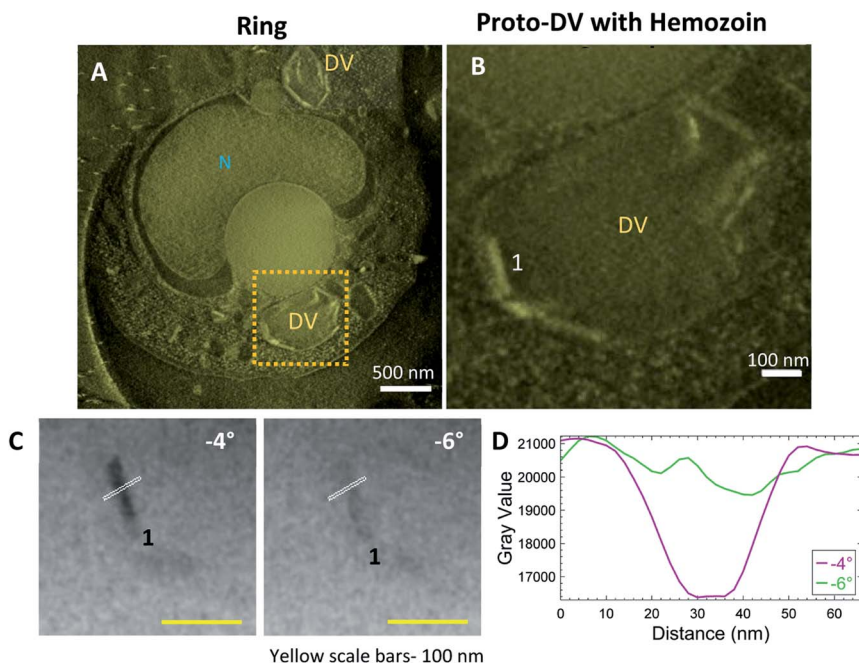 Ring
Proto-DV with Hemozoin
A
DV
N
DV
500 nm
B
DV
1
100 nm
C
-4°
1
-6°
1
Yellow scale bars- 100 nm
D
21000
20000
19000
18000
17000
Gray Value
0 10 20 30 40 50 60
Distance (nm)
-4°
-6°